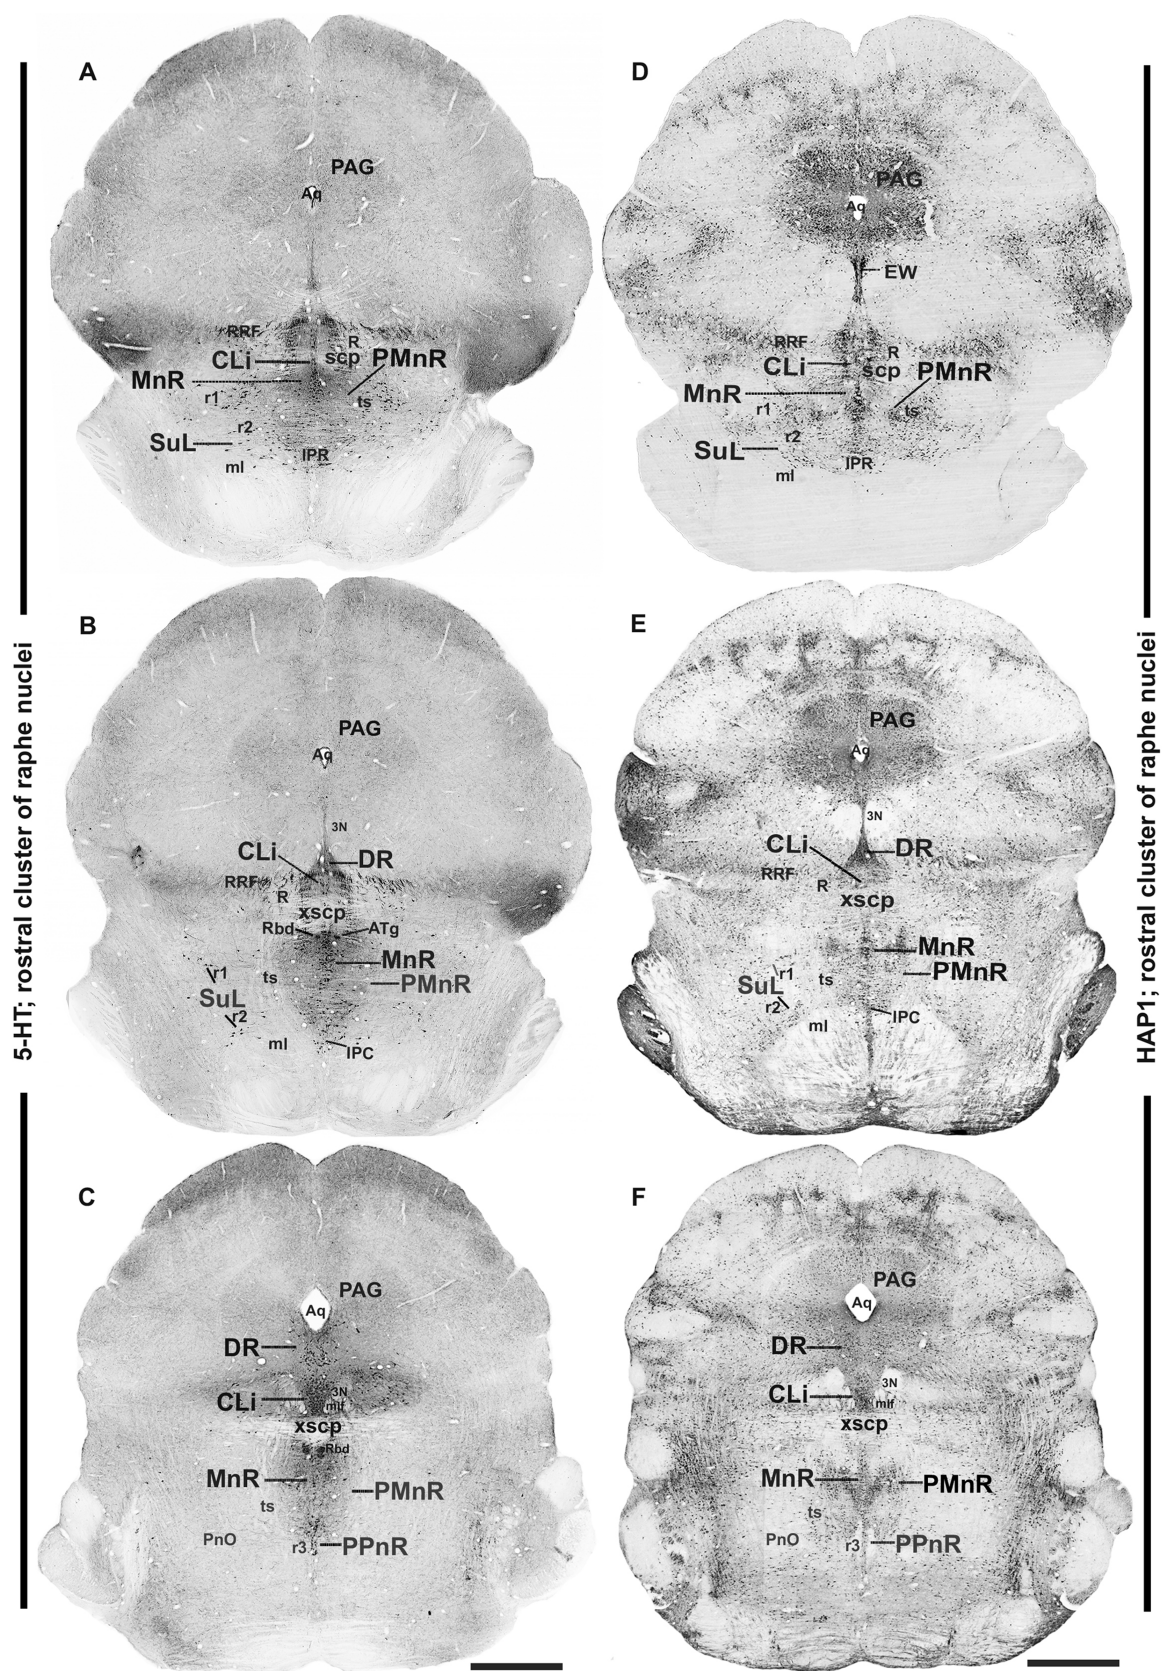 5-HT; rostral cluster of raphe nuclei
A
PAG
Aq
RRF
R
CLi
scp
PMnR
MnR
r1
ts
r2
SuL
IPR
ml
B
PAG
Aq
3N
CLi
DR
RRF
R
xscp
Rbd
ATg
MnR
ts
r1
PMnR
SuL
r2
ml
IPC
C
PAG
Aq
DR
3N
CLi
mlf
xscp
Rbd
MnR
PMnR
ts
PnO
r3
PPnR
D
PAG
Aq
EW
RRF
R
CLi
scp
PMnR
MnR
r1
ts
r2
SuL
IPR
ml
E
PAG
Aq
3N
CLi
DR
RRF
R
xscp
MnR
r1
ts
PMnR
SuL
r2
IPC
ml
F
PAG
Aq
DR
3N
CLi
mlf
xscp
MnR
PMnR
ts
PnO
r3
PPnR
HAP1; rostral cluster of raphe nuclei